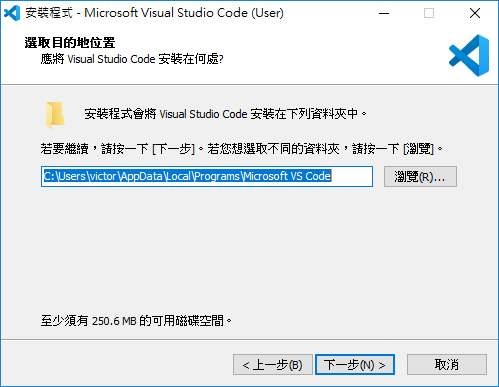 安裝程式 - Microsoft Visual Studio Code (User)
選取目的地位置
應將 Visual Studio Code 安裝在何處?
安裝程式會將 Visual Studio Code 安裝在下列資料夾中。
若要繼續，請按一下 [下一步]。若您想選取不同的資料夾，請按一下 [瀏覽]。
C:\Users\victor\AppData\Local\Programs\Microsoft VS Code
瀏覽(R)...
至少須有 250.6 MB 的可用磁碟空間。
< 上一步(B)
下一步(N) >
取消